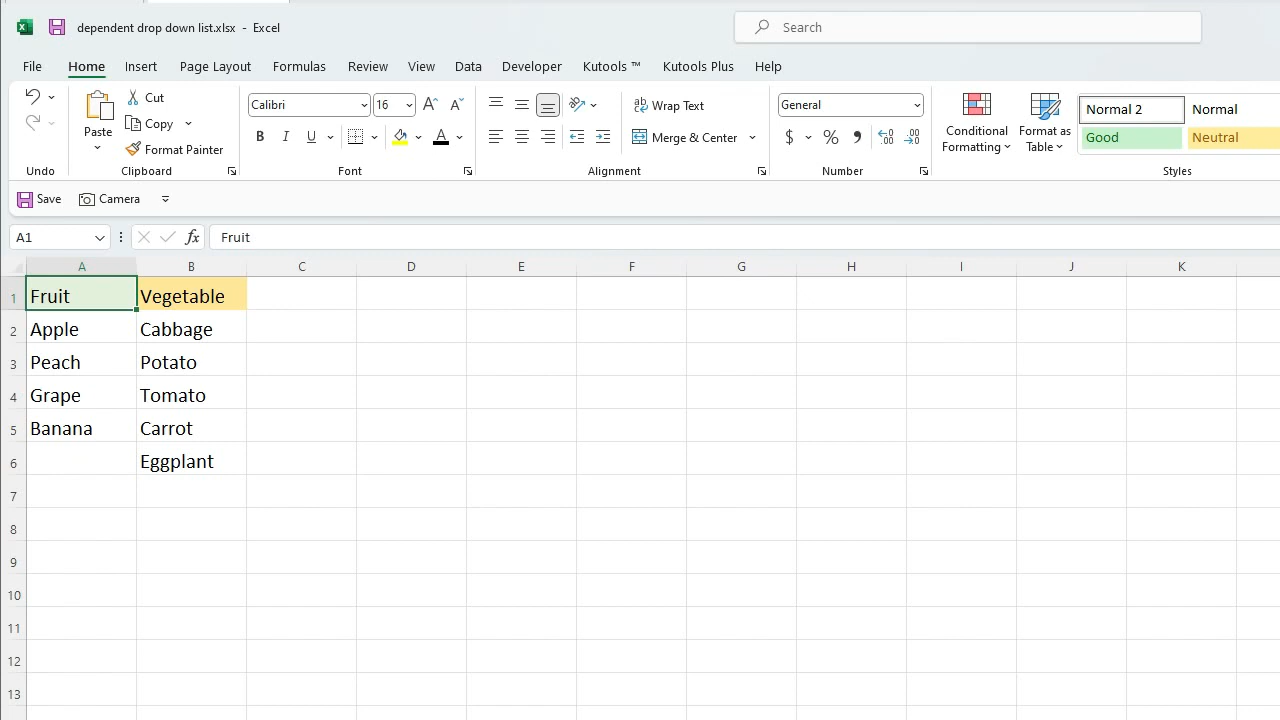 dependent drop down list.xlsx - Excel
Search
File Home Insert Page Layout Formulas Review View Data Developer Kutools ™ Kutools Plus Help
Paste
Cut
Copy
Format Painter
Calibri 16 A A
B I U A
ab Wrap Text
Merge & Center
General
$ % 9
Conditional Formatting
Format as Table
Normal 2 Normal
Good Neutral
Undo Clipboard Font Alignment Number Styles
Save Camera
A1 fx Fruit
A B C D E F G H I J K
1 Fruit Vegetable
2 Apple Cabbage
3 Peach Potato
4 Grape Tomato
5 Banana Carrot
6 Eggplant
7
8
9
10
11
12
13